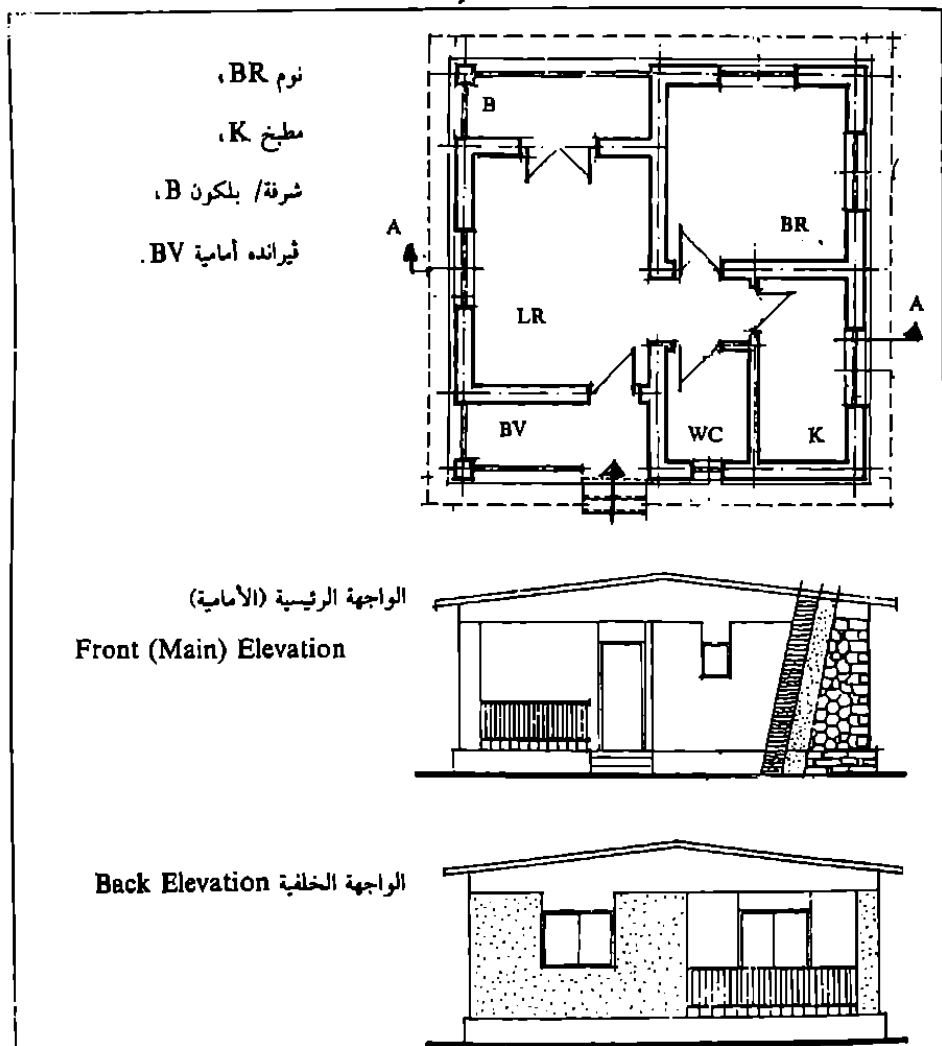 نوم BR،
مطبخ K،
شرفة/ بلكون B،
ڤيرانده أمامية BV.
B
BR
A
A
LR
BV
WC
K
الواجهة الرئيسية (الأمامية)
Front (Main) Elevation
الواجهة الخلفية Back Elevation